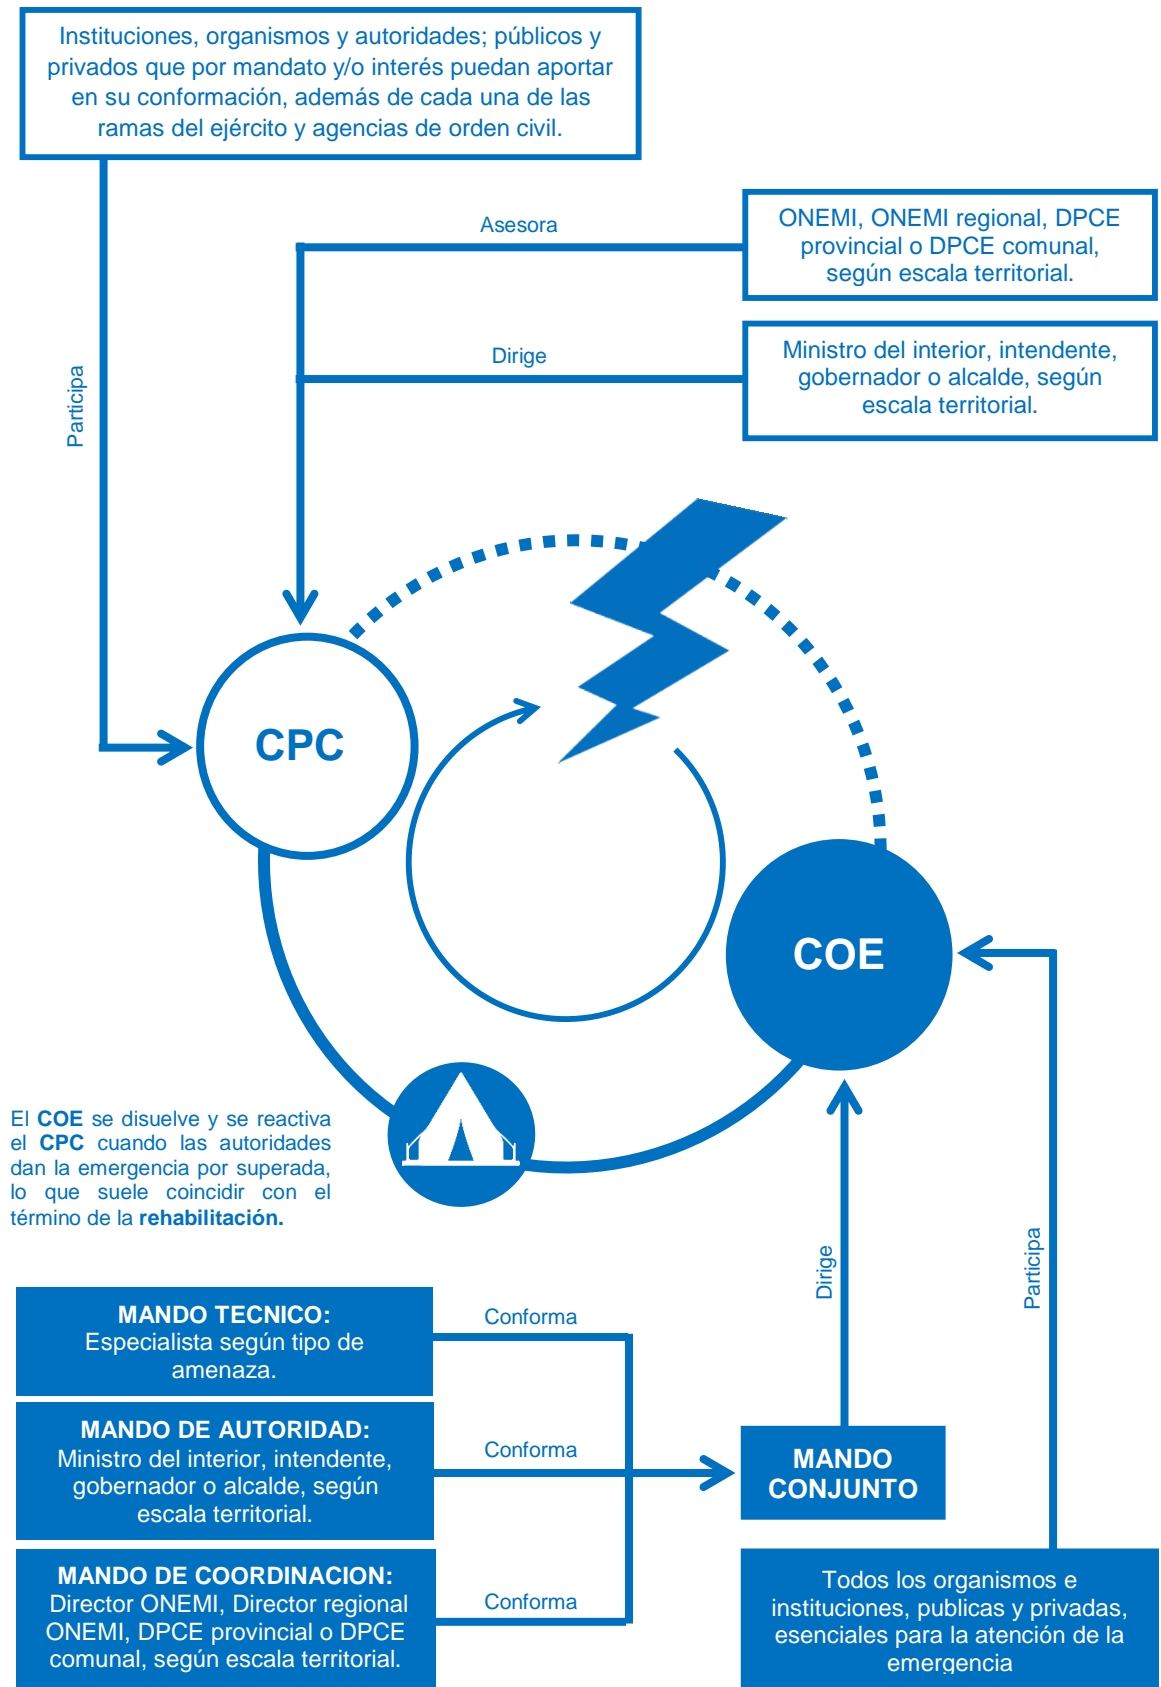 Instituciones, organismos y autoridades; públicos y
privados que por mandato y/o interés puedan aportar
en su conformación, además de cada una de las
ramas del ejército y agencias de orden civil.
Asesora
ONEMI, ONEMI regional, DPCE
provincial o DPCE comunal,
según escala territorial.
Dirige
Ministro del interior, intendente,
gobernador o alcalde, según
escala territorial.
Participa
CPC
COE
El COE se disuelve y se reactiva
el CPC cuando las autoridades
dan la emergencia por superada,
lo que suele coincidir con el
término de la rehabilitación.
Dirige
Participa
MANDO TECNICO:
Especialista según tipo de
amenaza.
Conforma
MANDO DE AUTORIDAD:
Ministro del interior, intendente,
gobernador o alcalde, según
escala territorial.
Conforma
MANDO
CONJUNTO
MANDO DE COORDINACION:
Director ONEMI, Director regional
ONEMI, DPCE provincial o DPCE
comunal, según escala territorial.
Conforma
Todos los organismos e
instituciones, publicas y privadas,
esenciales para la atención de la
emergencia